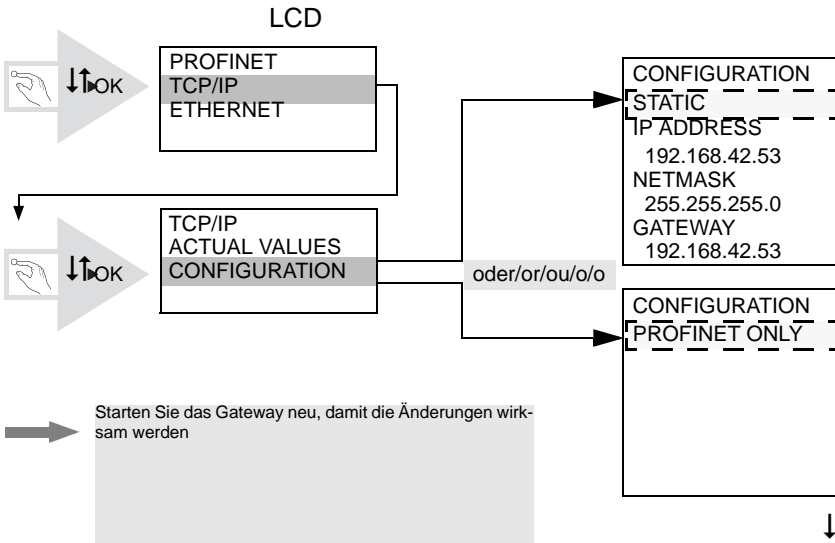 LCD
OK
PROFINET
TCP/IP
ETHERNET
OK
TCP/IP
ACTUAL VALUES
CONFIGURATION
oder/or/ou/o/o
CONFIGURATION
STATIC
IP ADDRESS
192.168.42.53
NETMASK
255.255.255.0
GATEWAY
192.168.42.53
CONFIGURATION
PROFINET ONLY
Starten Sie das Gateway neu, damit die Änderungen wirk-
sam werden